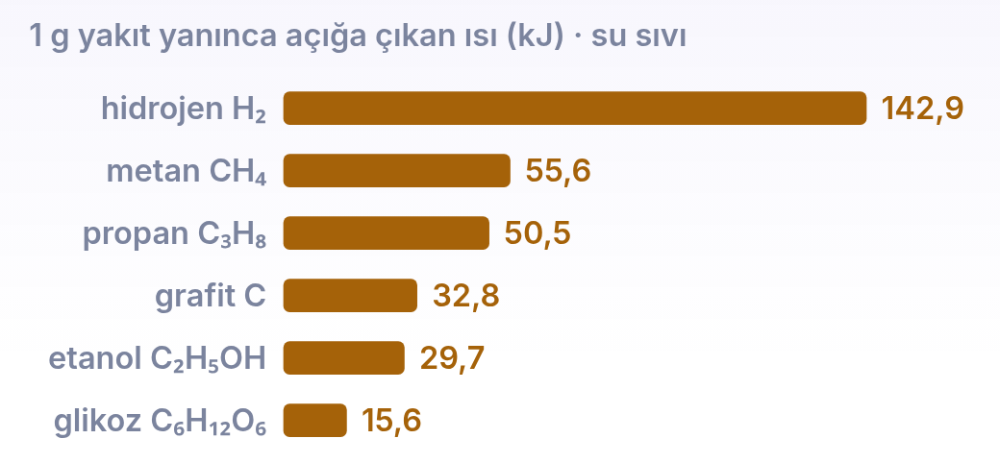 1 g yakıt yanınca açığa çıkan ısı (kJ) · su sıvı
hidrojen H₂ 142,9
metan CH₄ 55,6
propan C₃H₈ 50,5
grafit C 32,8
etanol C₂H₅OH 29,7
glikoz C₆H₁₂O₆ 15,6